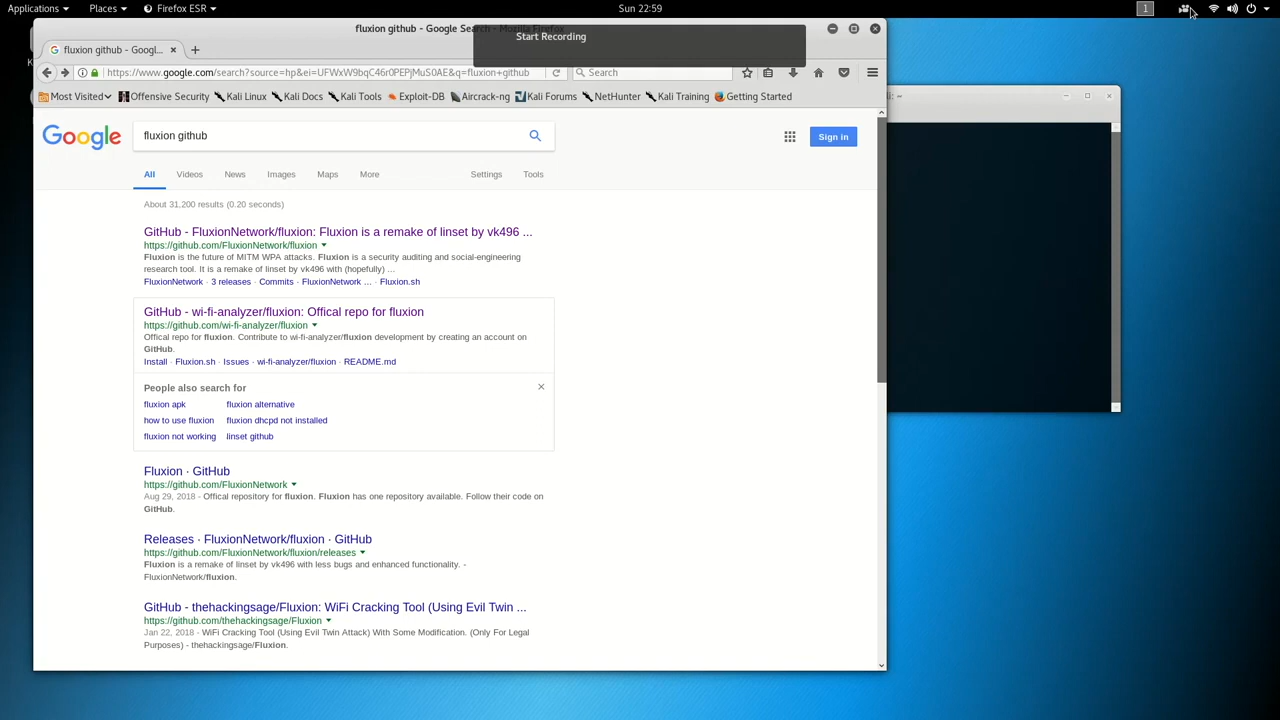 Applications
Places
Firefox ESR
Sun 22:59
1
fluxion github - Google Search - Mozilla Firefox
Start Recording
fluxion github - Googl...
https://www.google.com/search?source=hp&ei=UFWxW9bqC46r0PEPjMuS0AE&q=fluxion+github
Search
Most Visited
Offensive Security
Kali Linux
Kali Docs
Kali Tools
Exploit-DB
Aircrack-ng
Kali Forums
NetHunter
Kali Training
Getting Started
Google
fluxion github
Sign in
All
Videos
News
Images
Maps
More
Settings
Tools
About 31,200 results (0.20 seconds)
GitHub - FluxionNetwork/fluxion: Fluxion is a remake of linset by vk496 ...
https://github.com/FluxionNetwork/fluxion
Fluxion is the future of MITM WPA attacks. Fluxion is a security auditing and social-engineering
research tool. It is a remake of linset by vk496 with (hopefully) ...
FluxionNetwork · 3 releases · Commits · FluxionNetwork ... · Fluxion.sh
GitHub - wi-fi-analyzer/fluxion: Offical repo for fluxion
https://github.com/wi-fi-analyzer/fluxion
Offical repo for fluxion. Contribute to wi-fi-analyzer/fluxion development by creating an account on
GitHub.
Install · Fluxion.sh · Issues · wi-fi-analyzer/fluxion · README.md
People also search for
fluxion apk
fluxion alternative
how to use fluxion
fluxion dhcpd not installed
fluxion not working
linset github
Fluxion · GitHub
https://github.com/FluxionNetwork
Aug 29, 2018 - Offical repository for fluxion. Fluxion has one repository available. Follow their code on
GitHub.
Releases · FluxionNetwork/fluxion · GitHub
https://github.com/FluxionNetwork/fluxion/releases
Fluxion is a remake of linset by vk496 with less bugs and enhanced functionality. -
FluxionNetwork/fluxion.
GitHub - thehackingsage/Fluxion: WiFi Cracking Tool (Using Evil Twin ...
https://github.com/thehackingsage/Fluxion
Jan 22, 2018 - WiFi Cracking Tool (Using Evil Twin Attack) With Some Modification. (Only For Legal
Purposes) - thehackingsage/Fluxion.